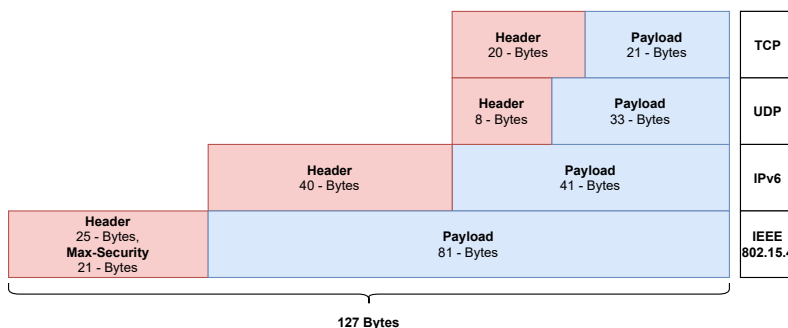 Header
20 - Bytes
Payload
21 - Bytes
TCP
Header
8 - Bytes
Payload
33 - Bytes
UDP
Header
40 - Bytes
Payload
41 - Bytes
IPv6
Header
25 - Bytes,
Max-Security
21 - Bytes
Payload
81 - Bytes
IEEE
802.15.4
127 Bytes